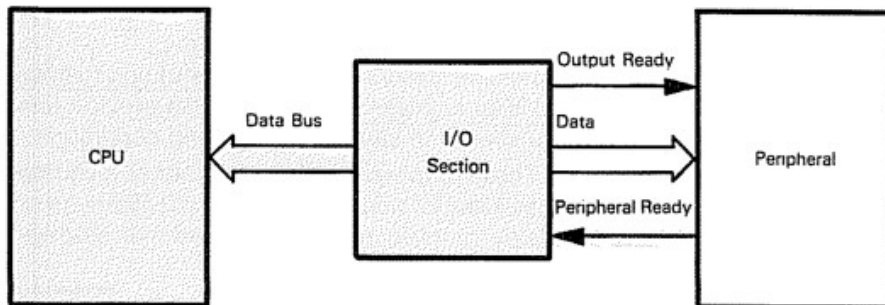 CPU
Data Bus
I/O
Section
Output Ready
Data
Peripheral Ready
Peripheral